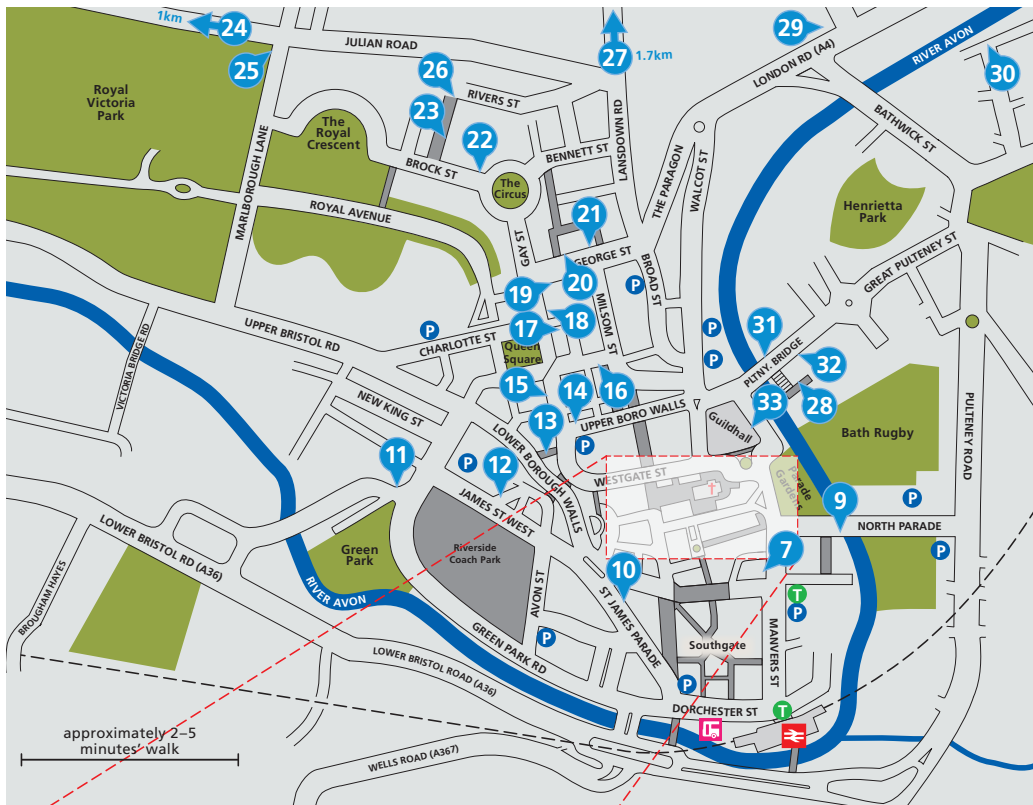 1km
24
JULIAN ROAD
27
1.7km
29
LONDON RD (A4)
RIVER AVON
30
25
26
RIVERS ST
23
22
Royal
Victoria
Park
The
Royal
Crescent
BROCK ST
The
Circus
BENNETT ST
LANSDOWN RD
THE PARAGON
WALCOT ST
BATHWICK ST
MARLBOROUGH LANE
ROYAL AVENUE
GAY ST
21
GEORGE ST
20
BROAD ST
P
Henrietta
Park
GREAT PULTENEY ST
19
18
17
MILSOM ST
Queen
Square
CHARLOTTE ST
P
UPPER BRISTOL RD
VICTORIA BRIDGE RD
P
P
31
PLTNY. BRIDGE
32
28
33
15
14
16
13
UPPER BORO WALLS
Guildhall
P
NEW KING ST
LOWER BOROUGH WALLS
11
P
12
WESTGATE ST
Parade
Gardens
Bath Rugby
PULTENEY ROAD
P
9
NORTH PARADE
P
JAMES ST WEST
Riverside
Coach Park
Green
Park
LOWER BRISTOL RD (A36)
BROUGHAM HAYES
RIVER AVON
AVON ST
10
ST JAMES PARADE
7
T
P
MANVERS ST
Southgate
GREEN PARK RD
P
P
LOWER BRISTOL ROAD (A36)
DORCHESTER ST
T
WELLS ROAD (A367)
approximately 2–5
minutes’ walk